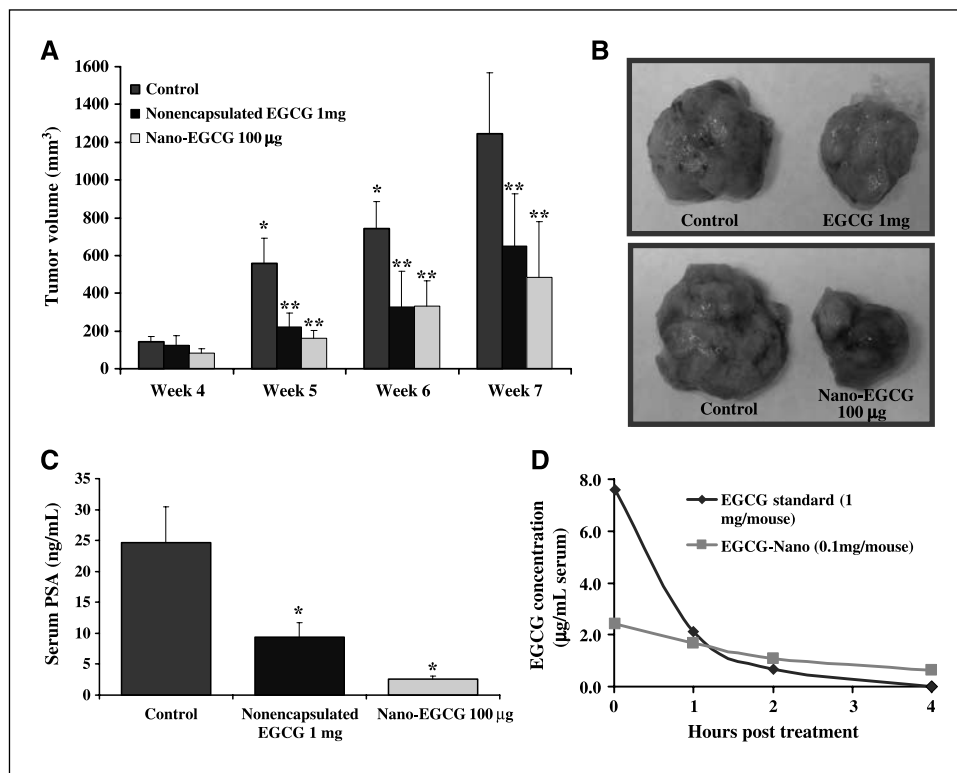 A
Tumor volume (mm³)
1600
1400
1200
1000
800
600
400
200
0
Control
Nonencapsulated EGCG 1mg
Nano-EGCG 100 µg
*
**
**
*
**
**
**
**
Week 4
Week 5
Week 6
Week 7
B
Control
EGCG 1mg
Control
Nano-EGCG
100 µg
C
Serum PSA (ng/mL)
35
30
25
20
15
10
5
0
*
*
Control
Nonencapsulated
EGCG 1 mg
Nano-EGCG 100 µg
D
EGCG concentration
(µg/mL serum)
8.0
6.0
4.0
2.0
0.0
EGCG standard (1
mg/mouse)
EGCG-Nano (0.1mg/mouse)
0
1
2
3
4
Hours post treatment